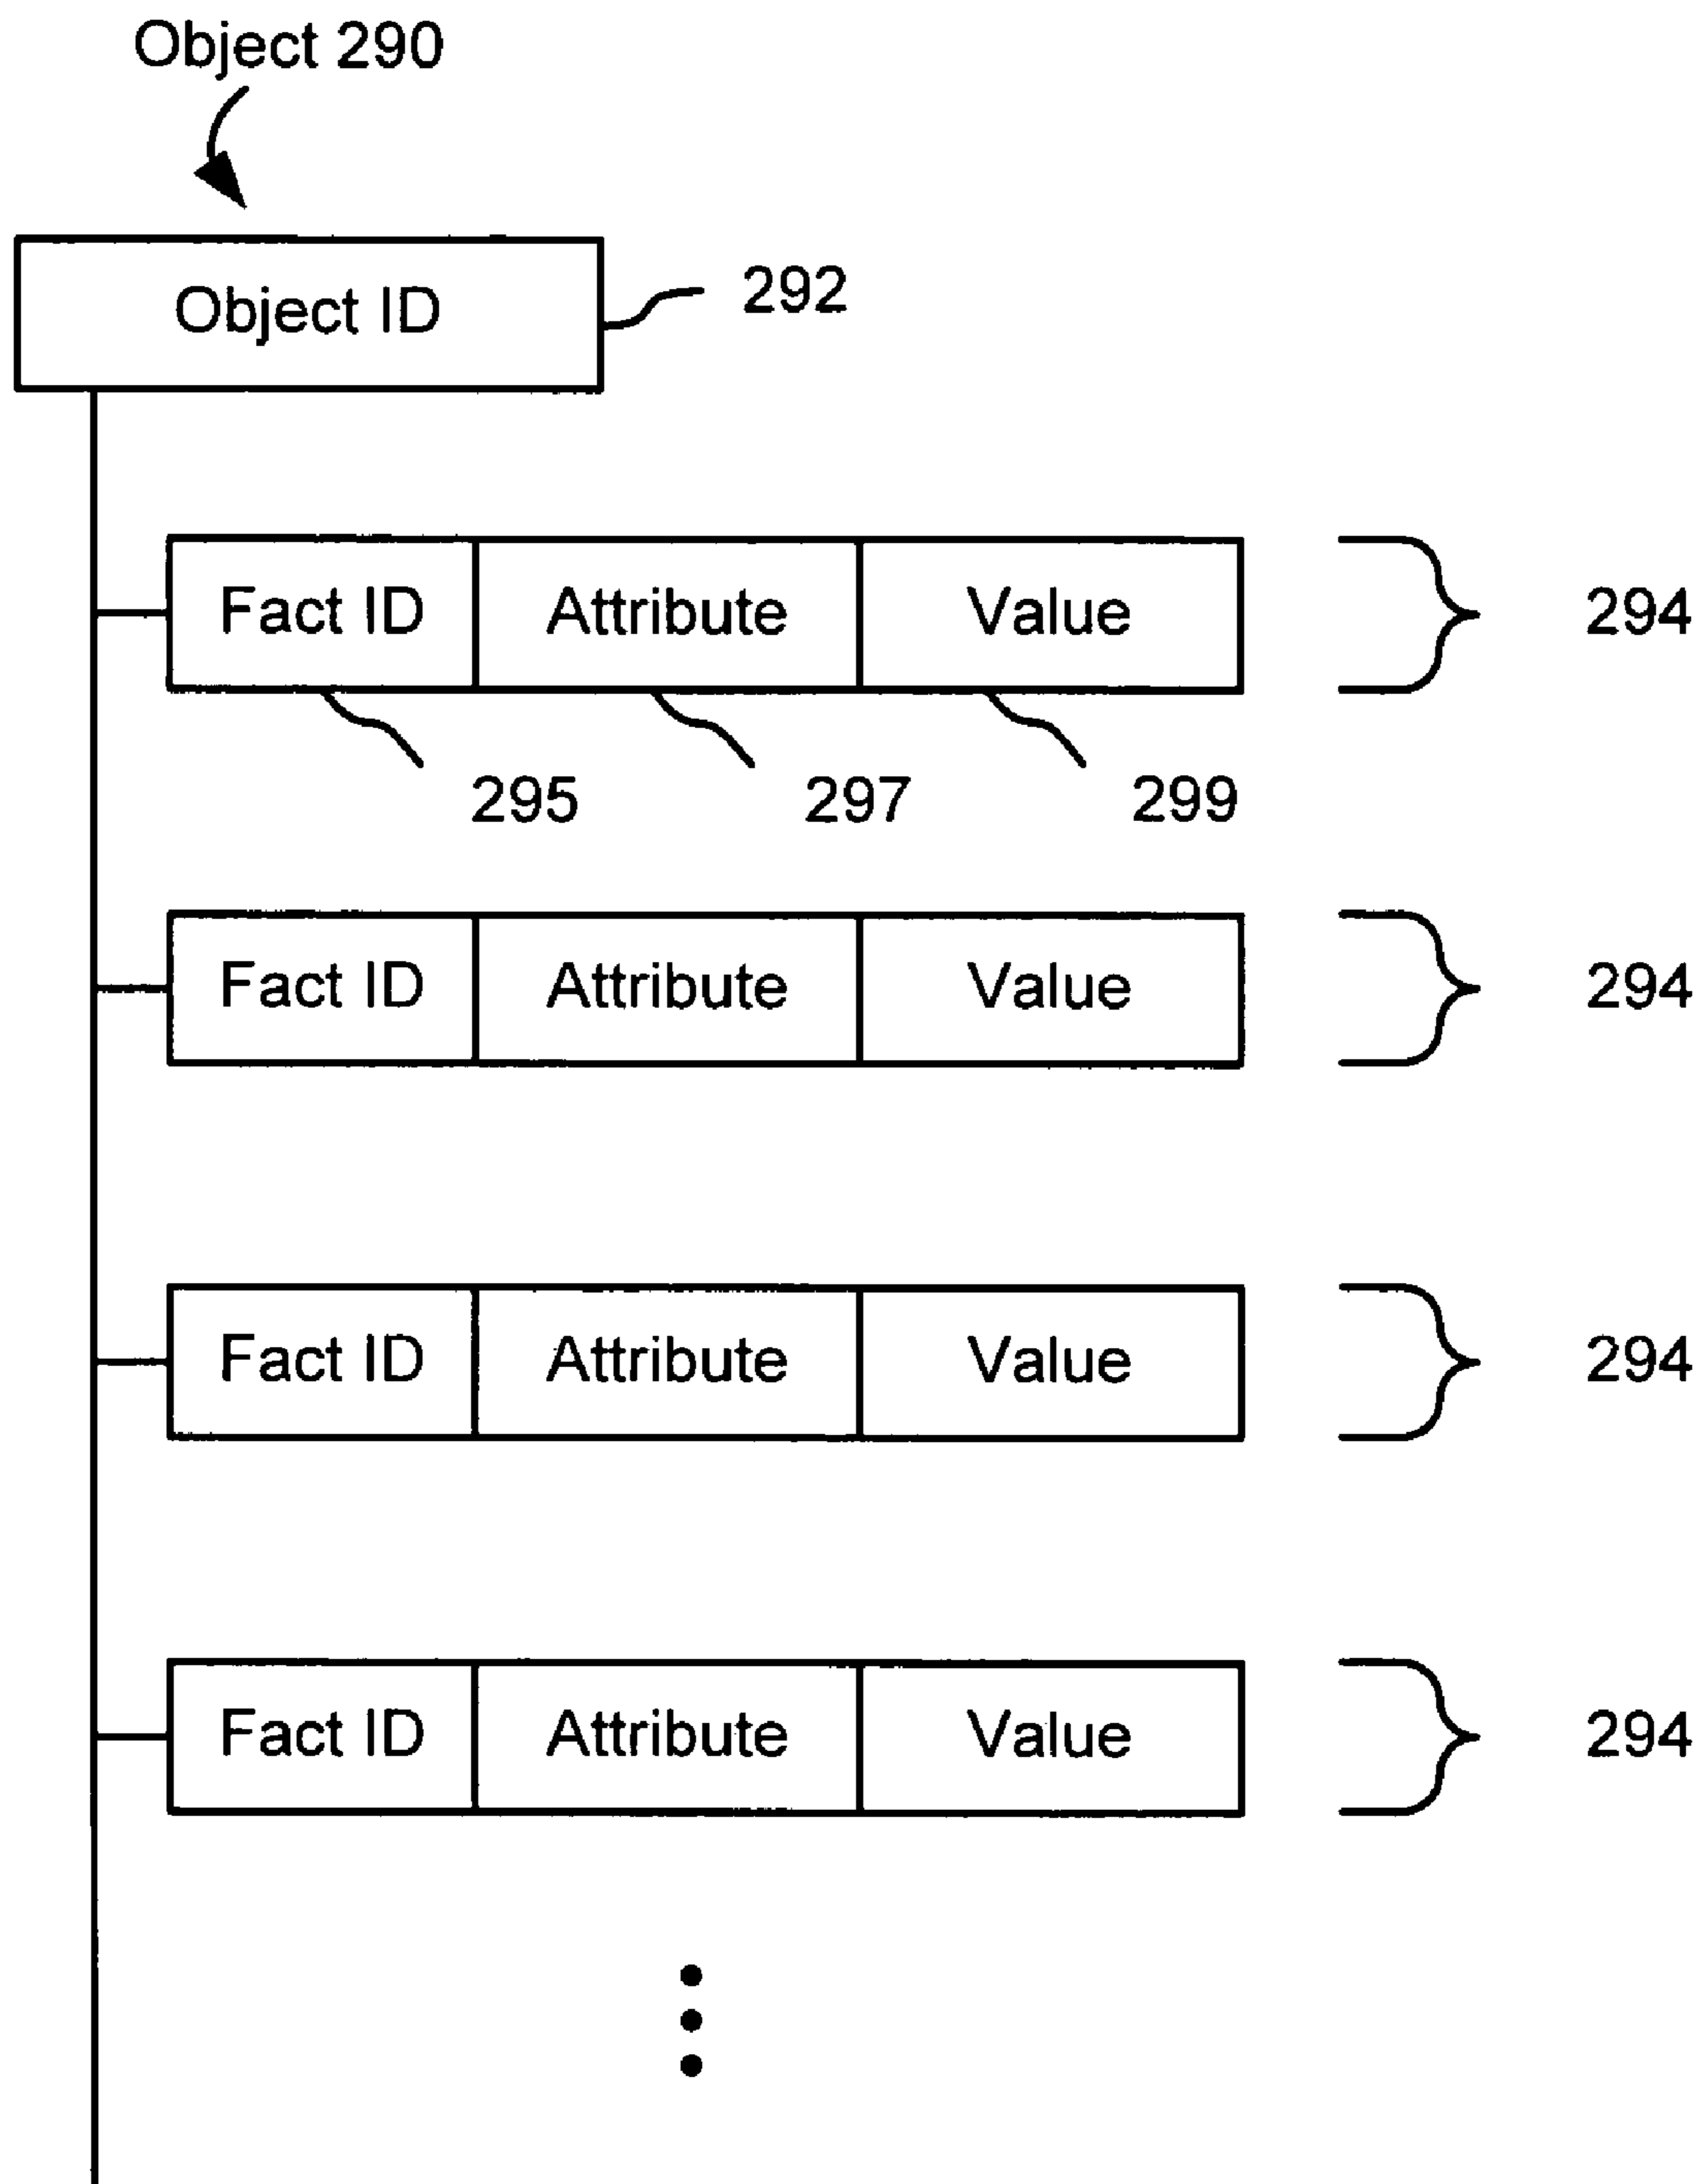 Object 290
Object ID 292
Fact ID Attribute Value 294
295 297 299
Fact ID Attribute Value 294
Fact ID Attribute Value 294
Fact ID Attribute Value 294